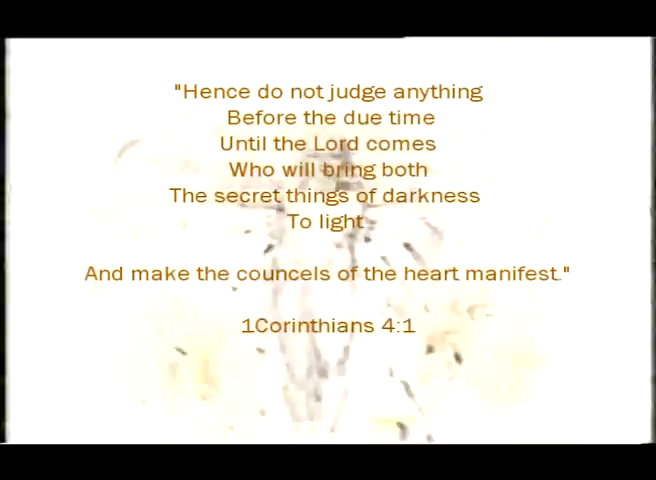 "Hence do not judge anything
Before the due time
Until the Lord comes
Who will bring both
The secret things of darkness
To light
And make the councels of the heart manifest."
1Corinthians 4:1